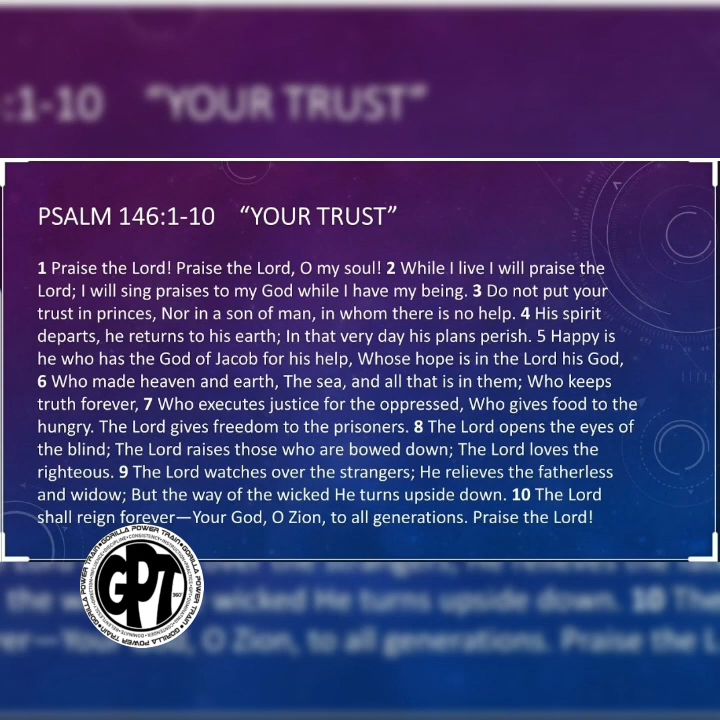 :1-10 “YOUR TRUST”
PSALM 146:1-10 “YOUR TRUST”
1 Praise the Lord! Praise the Lord, O my soul! 2 While I live I will praise the
Lord; I will sing praises to my God while I have my being. 3 Do not put your
trust in princes, Nor in a son of man, in whom there is no help. 4 His spirit
departs, he returns to his earth; In that very day his plans perish. 5 Happy is
he who has the God of Jacob for his help, Whose hope is in the Lord his God,
6 Who made heaven and earth, The sea, and all that is in them; Who keeps
truth forever, 7 Who executes justice for the oppressed, Who gives food to the
hungry. The Lord gives freedom to the prisoners. 8 The Lord opens the eyes of
the blind; The Lord raises those who are bowed down; The Lord loves the
righteous. 9 The Lord watches over the strangers; He relieves the fatherless
and widow; But the way of the wicked He turns upside down. 10 The Lord
shall reign forever—Your God, O Zion, to all generations. Praise the Lord!
GORILLA POWER TRAIN
GPT
360°
wicked He turns upside down. 10 The
O Zion, to all generations. Praise the L